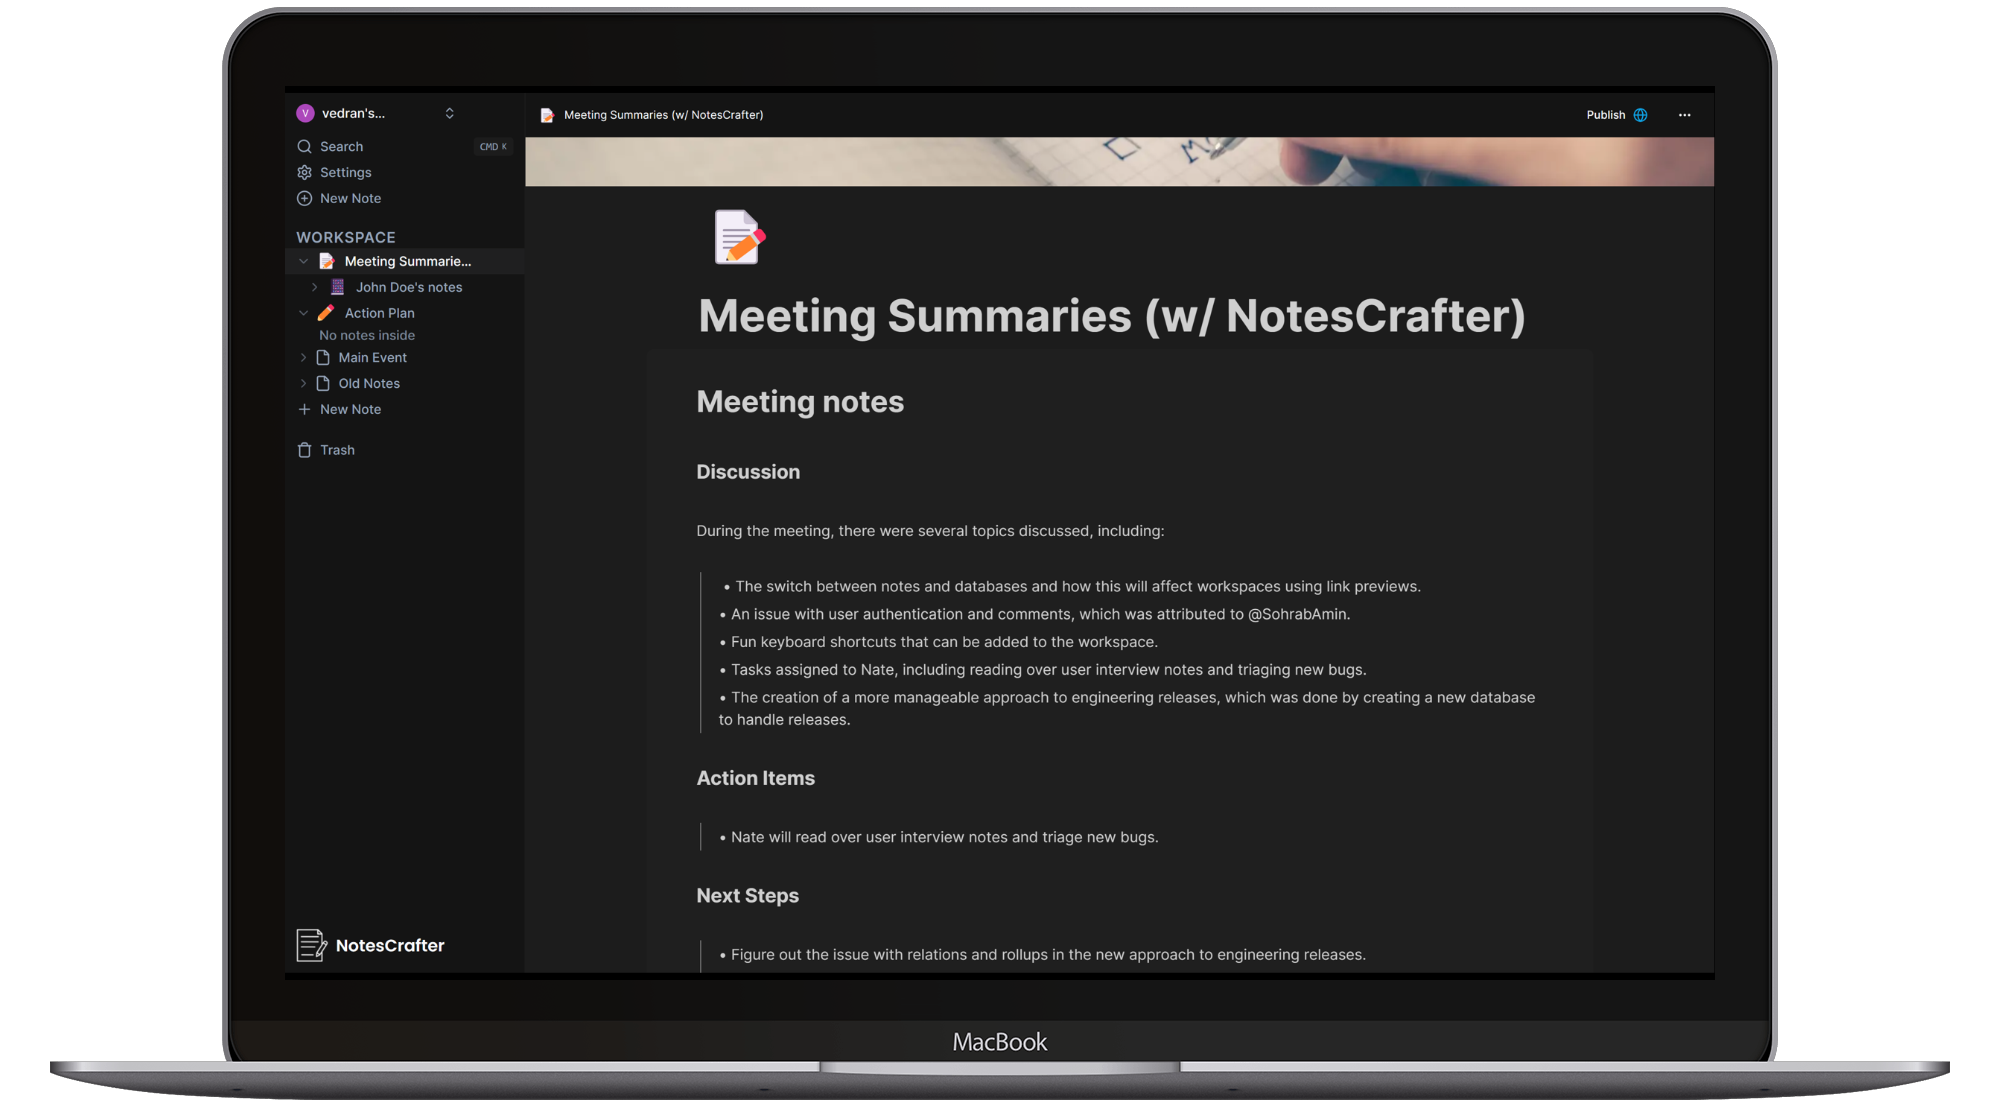 V vedran's...
Search CMD K
Settings
New Note
WORKSPACE
Meeting Summarie...
John Doe's notes
Action Plan
No notes inside
Main Event
Old Notes
New Note
Trash
NotesCrafter
Meeting Summaries (w/ NotesCrafter)
Publish
Meeting Summaries (w/ NotesCrafter)
Meeting notes
Discussion
During the meeting, there were several topics discussed, including:
• The switch between notes and databases and how this will affect workspaces using link previews.
• An issue with user authentication and comments, which was attributed to @SohrabAmin.
• Fun keyboard shortcuts that can be added to the workspace.
• Tasks assigned to Nate, including reading over user interview notes and triaging new bugs.
• The creation of a more manageable approach to engineering releases, which was done by creating a new database
to handle releases.
Action Items
• Nate will read over user interview notes and triage new bugs.
Next Steps
• Figure out the issue with relations and rollups in the new approach to engineering releases.
MacBook